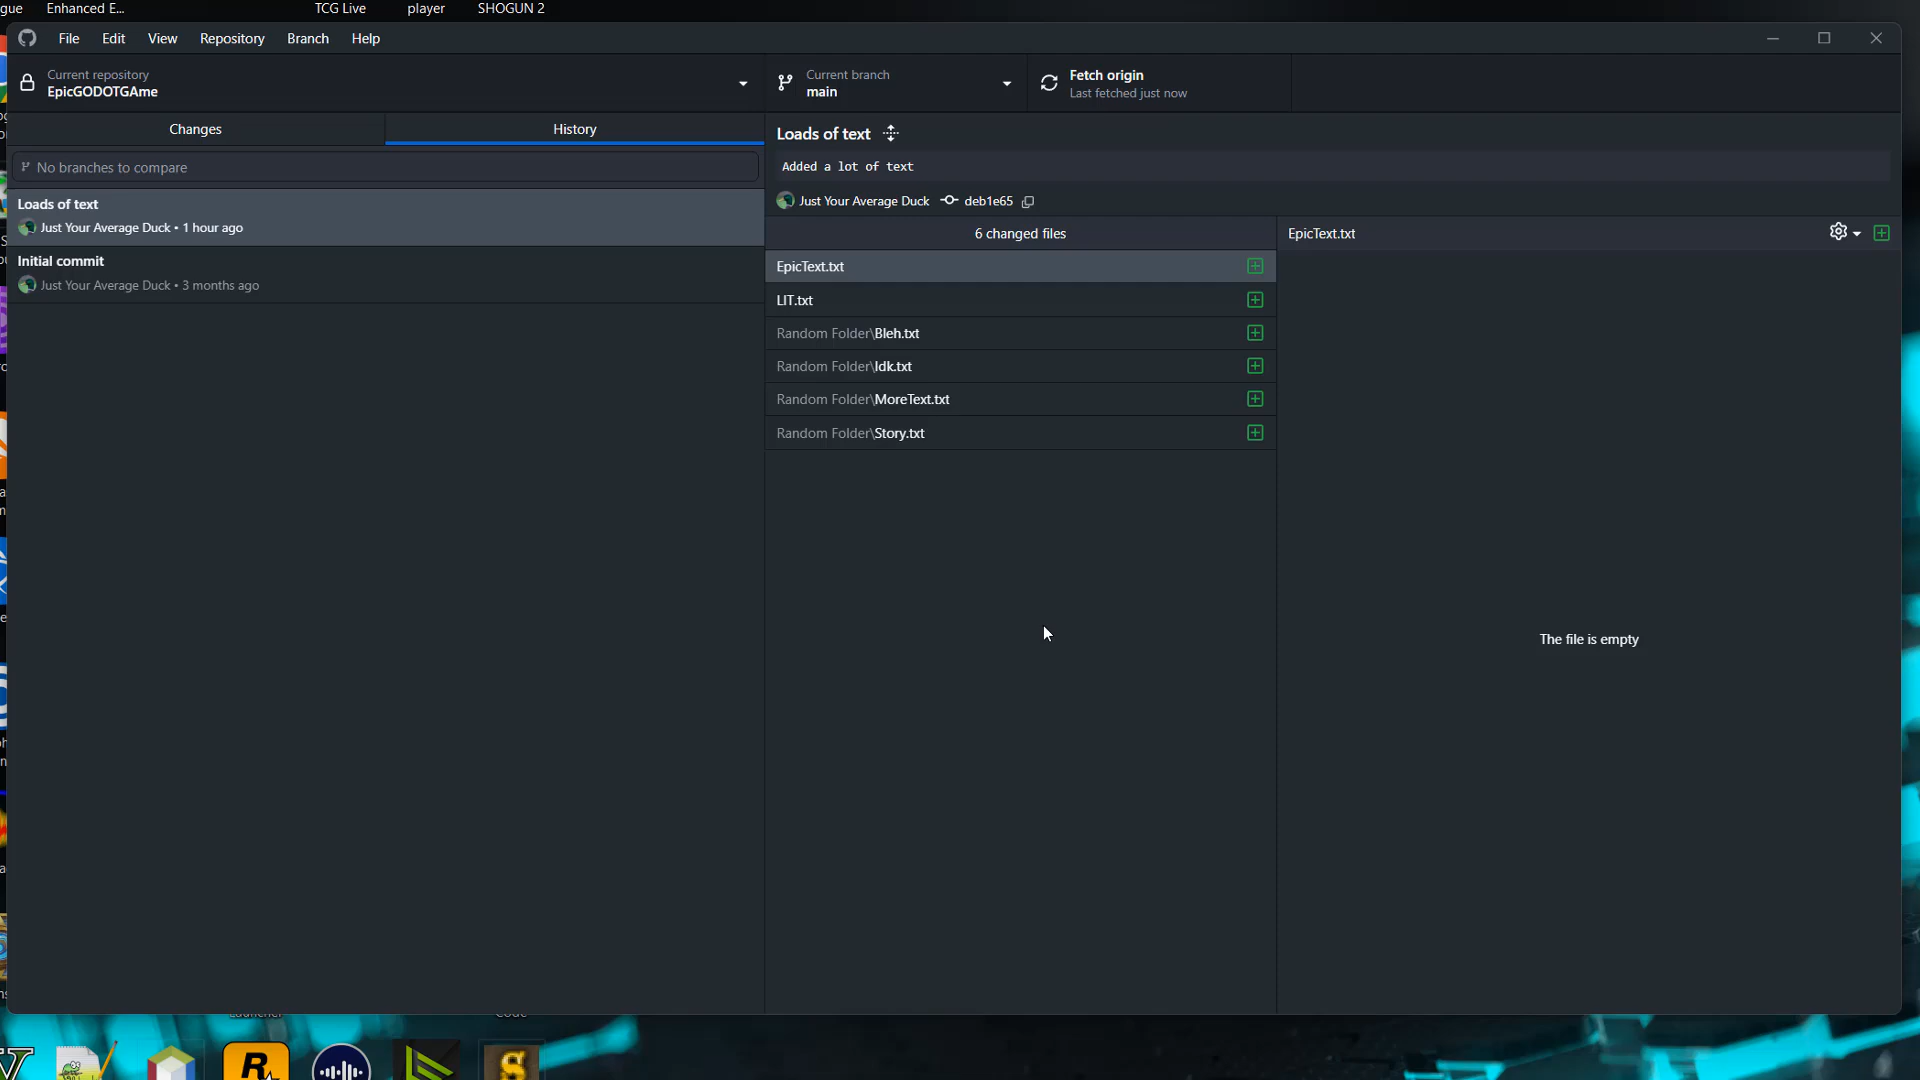 gue Enhanced E... TCG Live player SHOGUN 2
File Edit View Repository Branch Help
Current repository
EpicGODOTGAme
Current branch
main
Fetch origin
Last fetched just now
Changes History
No branches to compare
Loads of text
Just Your Average Duck • 1 hour ago
Initial commit
Just Your Average Duck • 3 months ago
Loads of text
Added a lot of text
Just Your Average Duck deb1e65
6 changed files
EpicText.txt
LIT.txt
Random Folder\Bleh.txt
Random Folder\Idk.txt
Random Folder\MoreText.txt
Random Folder\Story.txt
EpicText.txt
The file is empty
Launcher Code